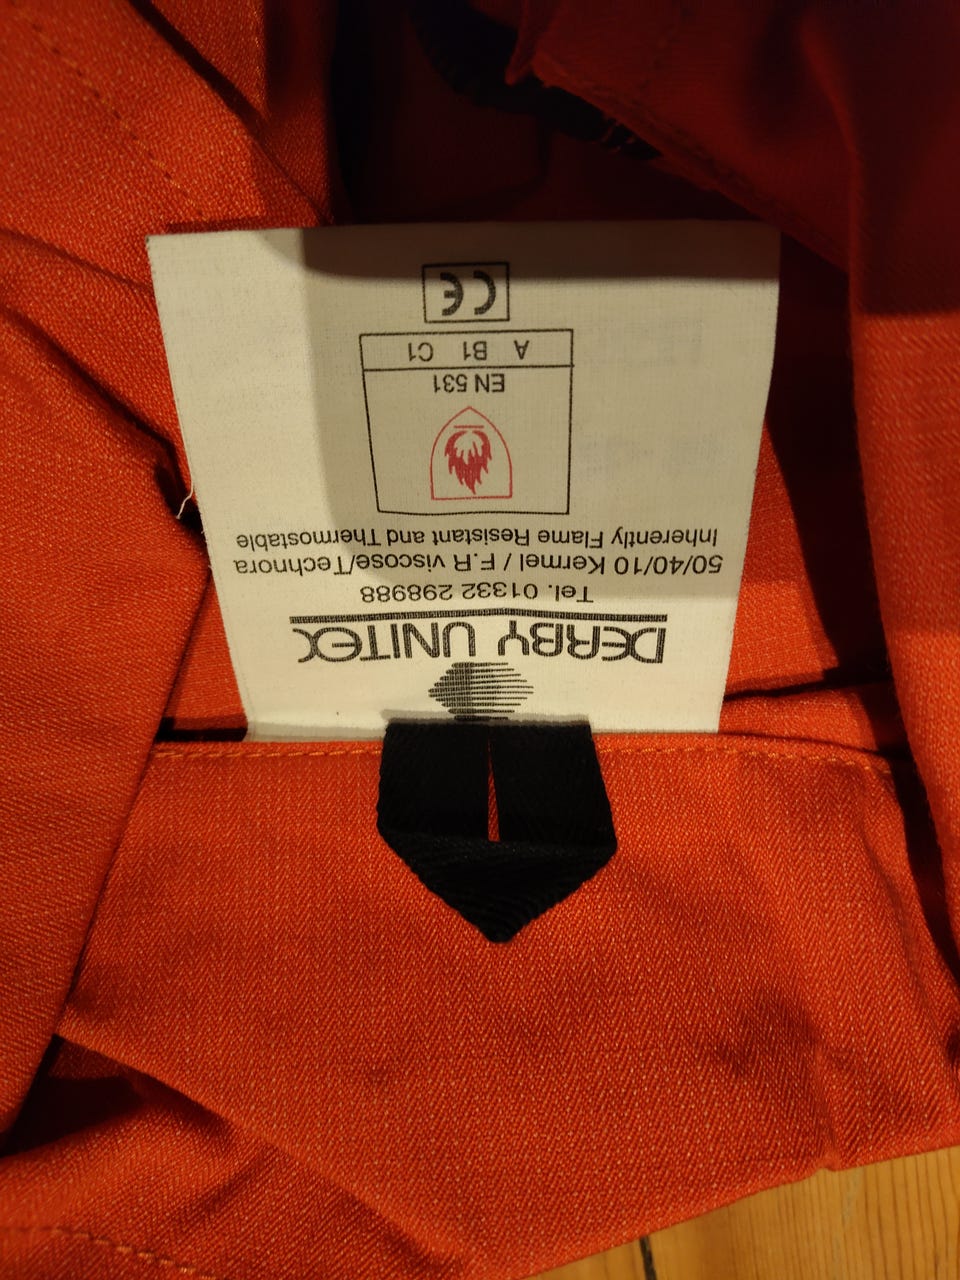 DERBY UNITEX
Tel. 01332 298988
50/40/10 Kermel / F.R viscose/Technora
Inherently Flame Resistant and Thermostable
EN 531
A B1 C1
CE